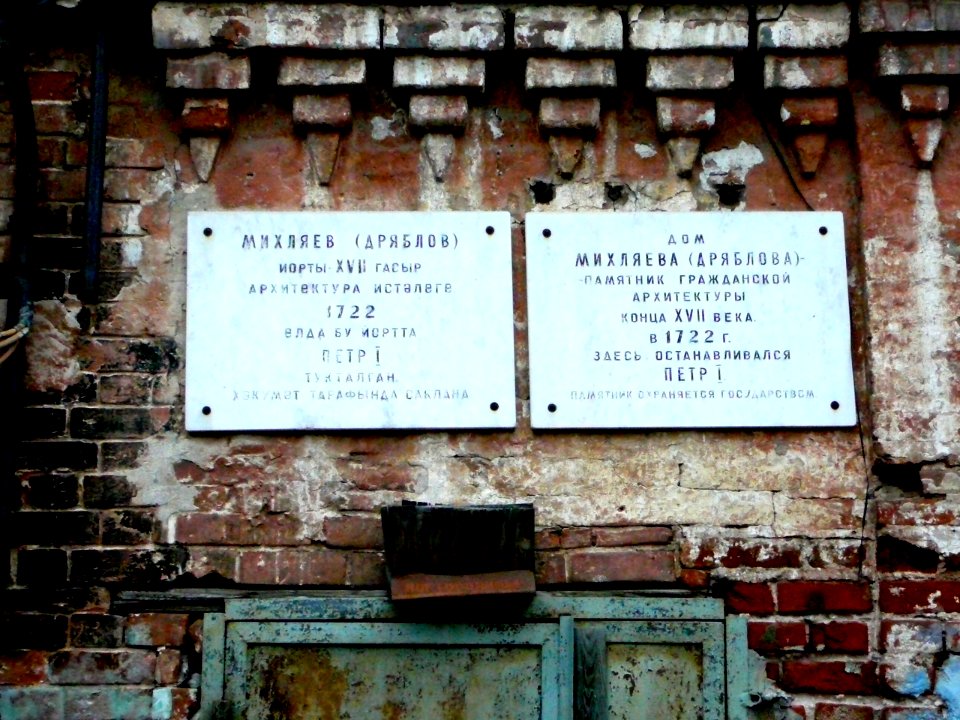 МИХЛЯЕВ (ДРЯБЛОВ)
ЙОРТЫ-XVII ГАСЫР
АРХИТЕКТУРА ИСТӘЛЕГЕ
1722
ЕЛДА БУ ЙОРТТА
ПЕТР I
ТУКТАЛГАН.
ХӨКҮМӘТ ТАРАФЫНДА САКЛАНА.
ДОМ
МИХЛЯЕВА (ДРЯБЛОВА)-
-ПАМЯТНИК ГРАЖДАНСКОЙ
АРХИТЕКТУРЫ
КОНЦА XVII ВЕКА.
В 1722 Г.
ЗДЕСЬ ОСТАНАВЛИВАЛСЯ
ПЕТР I
ПАМЯТНИК ОХРАНЯЕТСЯ ГОСУДАРСТВОМ.